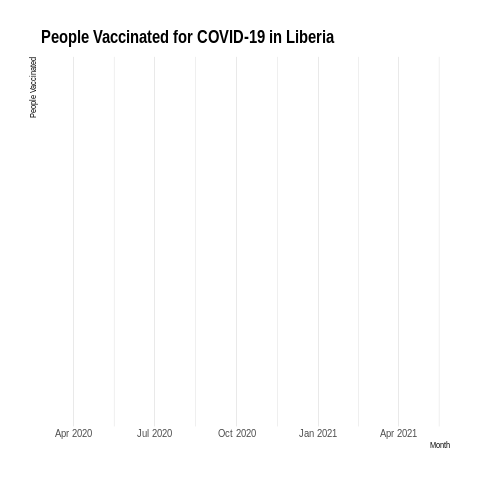 People Vaccinated for COVID-19 in Liberia
People Vaccinated
Apr 2020
Jul 2020
Oct 2020
Jan 2021
Apr 2021
Month